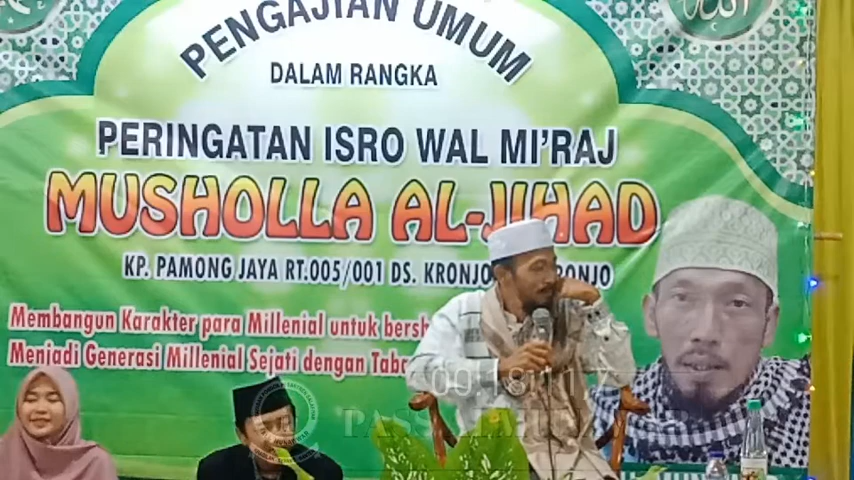 PENGAJIAN UMUM
DALAM RANGKA
PERINGATAN ISRO WAL MI'RAJ
MUSHOLLA AL-JIHAD
KP. PAMONG JAYA RT.005/001 DS. KRONJO
RONJO
Membangun Karakter para Millenial untuk
Menjadi Generasi Millenial Sejati dengan